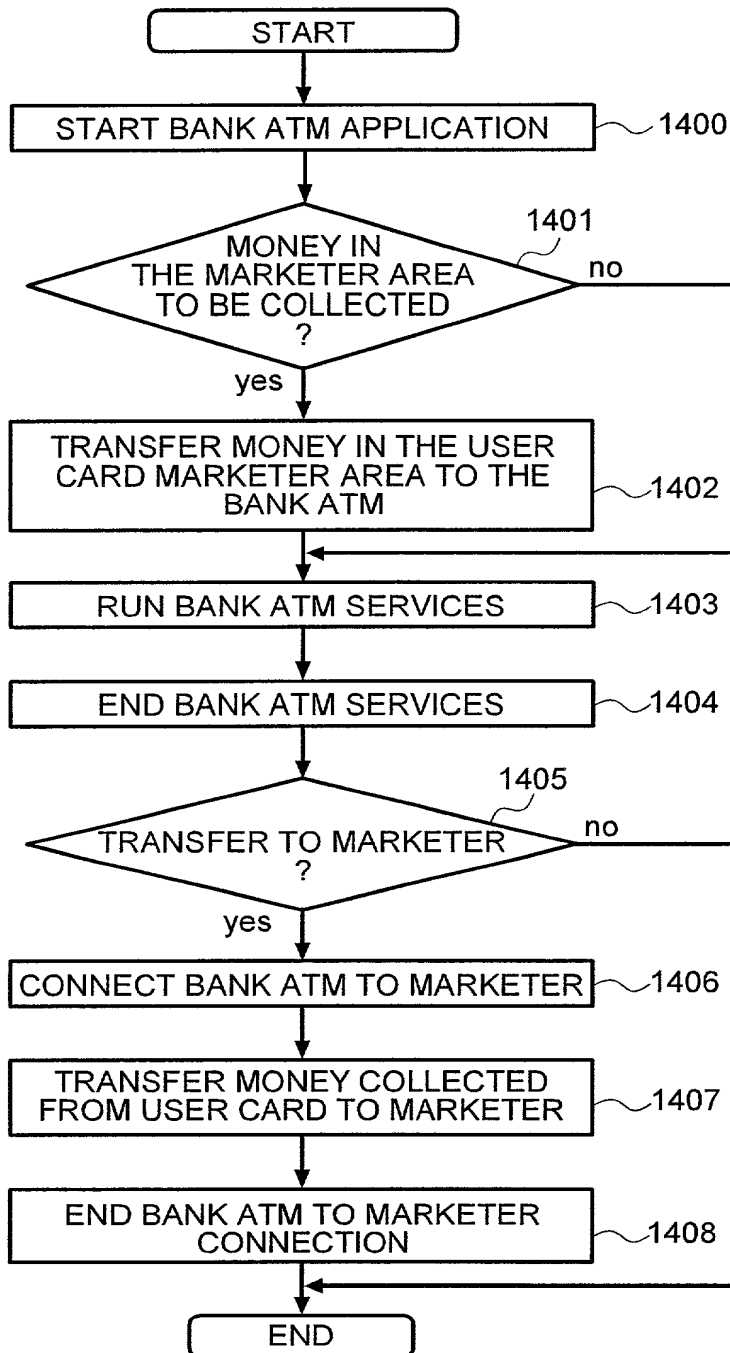 START
START BANK ATM APPLICATION
1400
1401
MONEY IN
THE MARKETER AREA
TO BE COLLECTED
?
no
yes
TRANSFER MONEY IN THE USER
CARD MARKETER AREA TO THE
BANK ATM
1402
RUN BANK ATM SERVICES
1403
END BANK ATM SERVICES
1404
1405
TRANSFER TO MARKETER
?
no
yes
CONNECT BANK ATM TO MARKETER
1406
TRANSFER MONEY COLLECTED
FROM USER CARD TO MARKETER
1407
END BANK ATM TO MARKETER
CONNECTION
1408
END